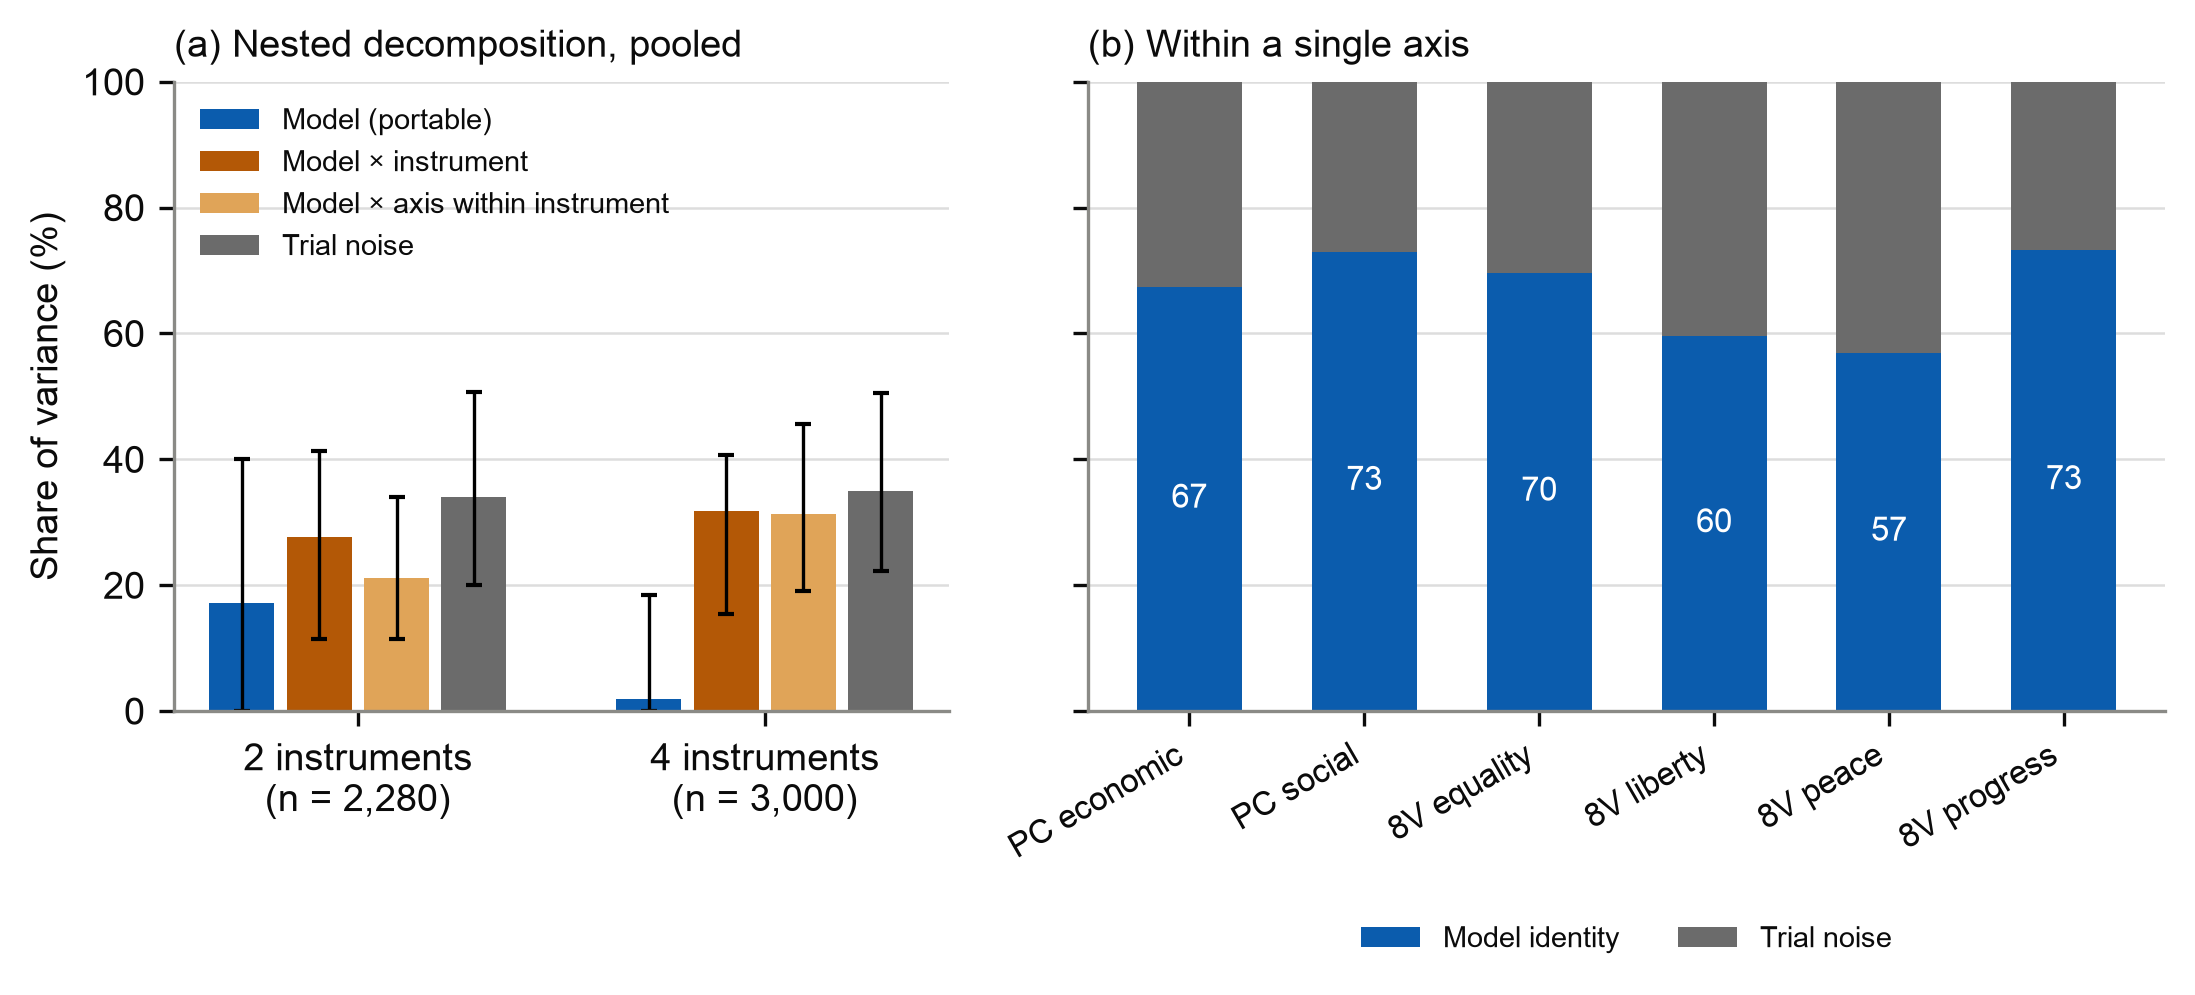 (a) Nested decomposition, pooled
Share of variance (%)
100
80
60
40
20
0
Model (portable)
Model × instrument
Model × axis within instrument
Trial noise
2 instruments
(n = 2,280)
4 instruments
(n = 3,000)
(b) Within a single axis
67
73
70
60
57
73
PC economic
PC social
8V equality
8V liberty
8V peace
8V progress
Model identity
Trial noise